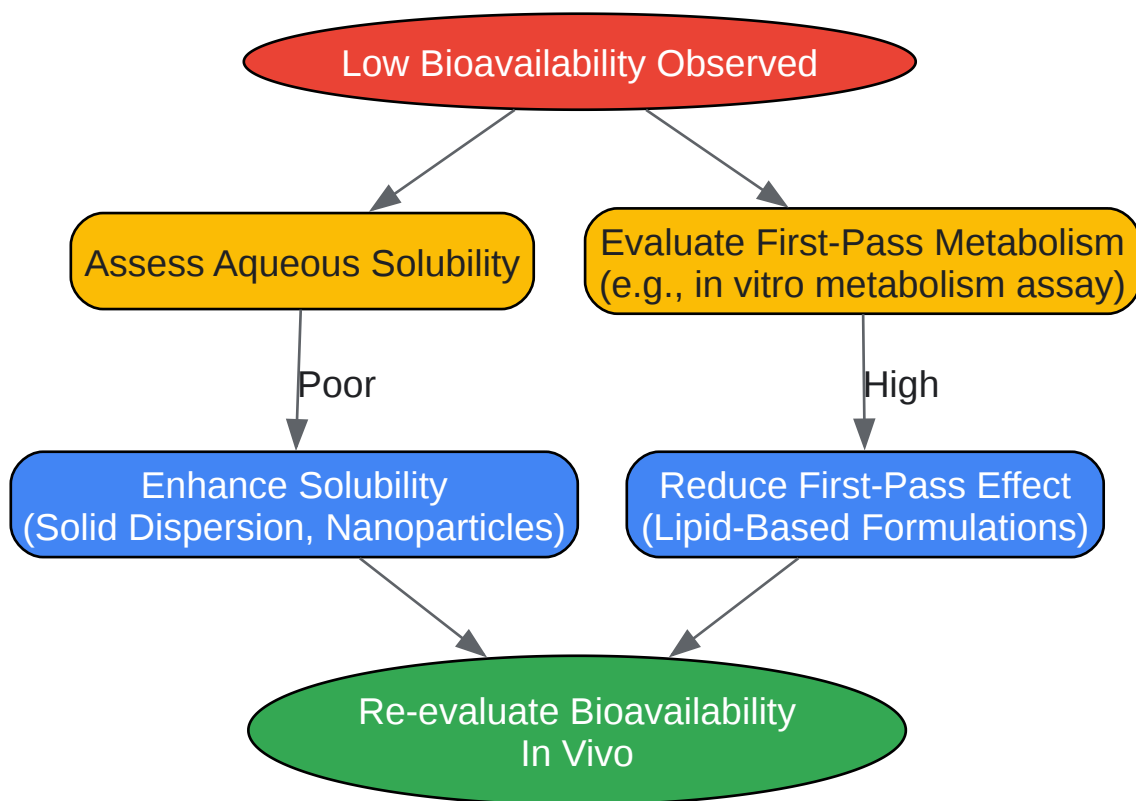 Low Bioavailability Observed
Assess Aqueous Solubility
Evaluate First-Pass Metabolism
(e.g., in vitro metabolism assay)
Poor
High
Enhance Solubility
(Solid Dispersion, Nanoparticles)
Reduce First-Pass Effect
(Lipid-Based Formulations)
Re-evaluate Bioavailability
In Vivo